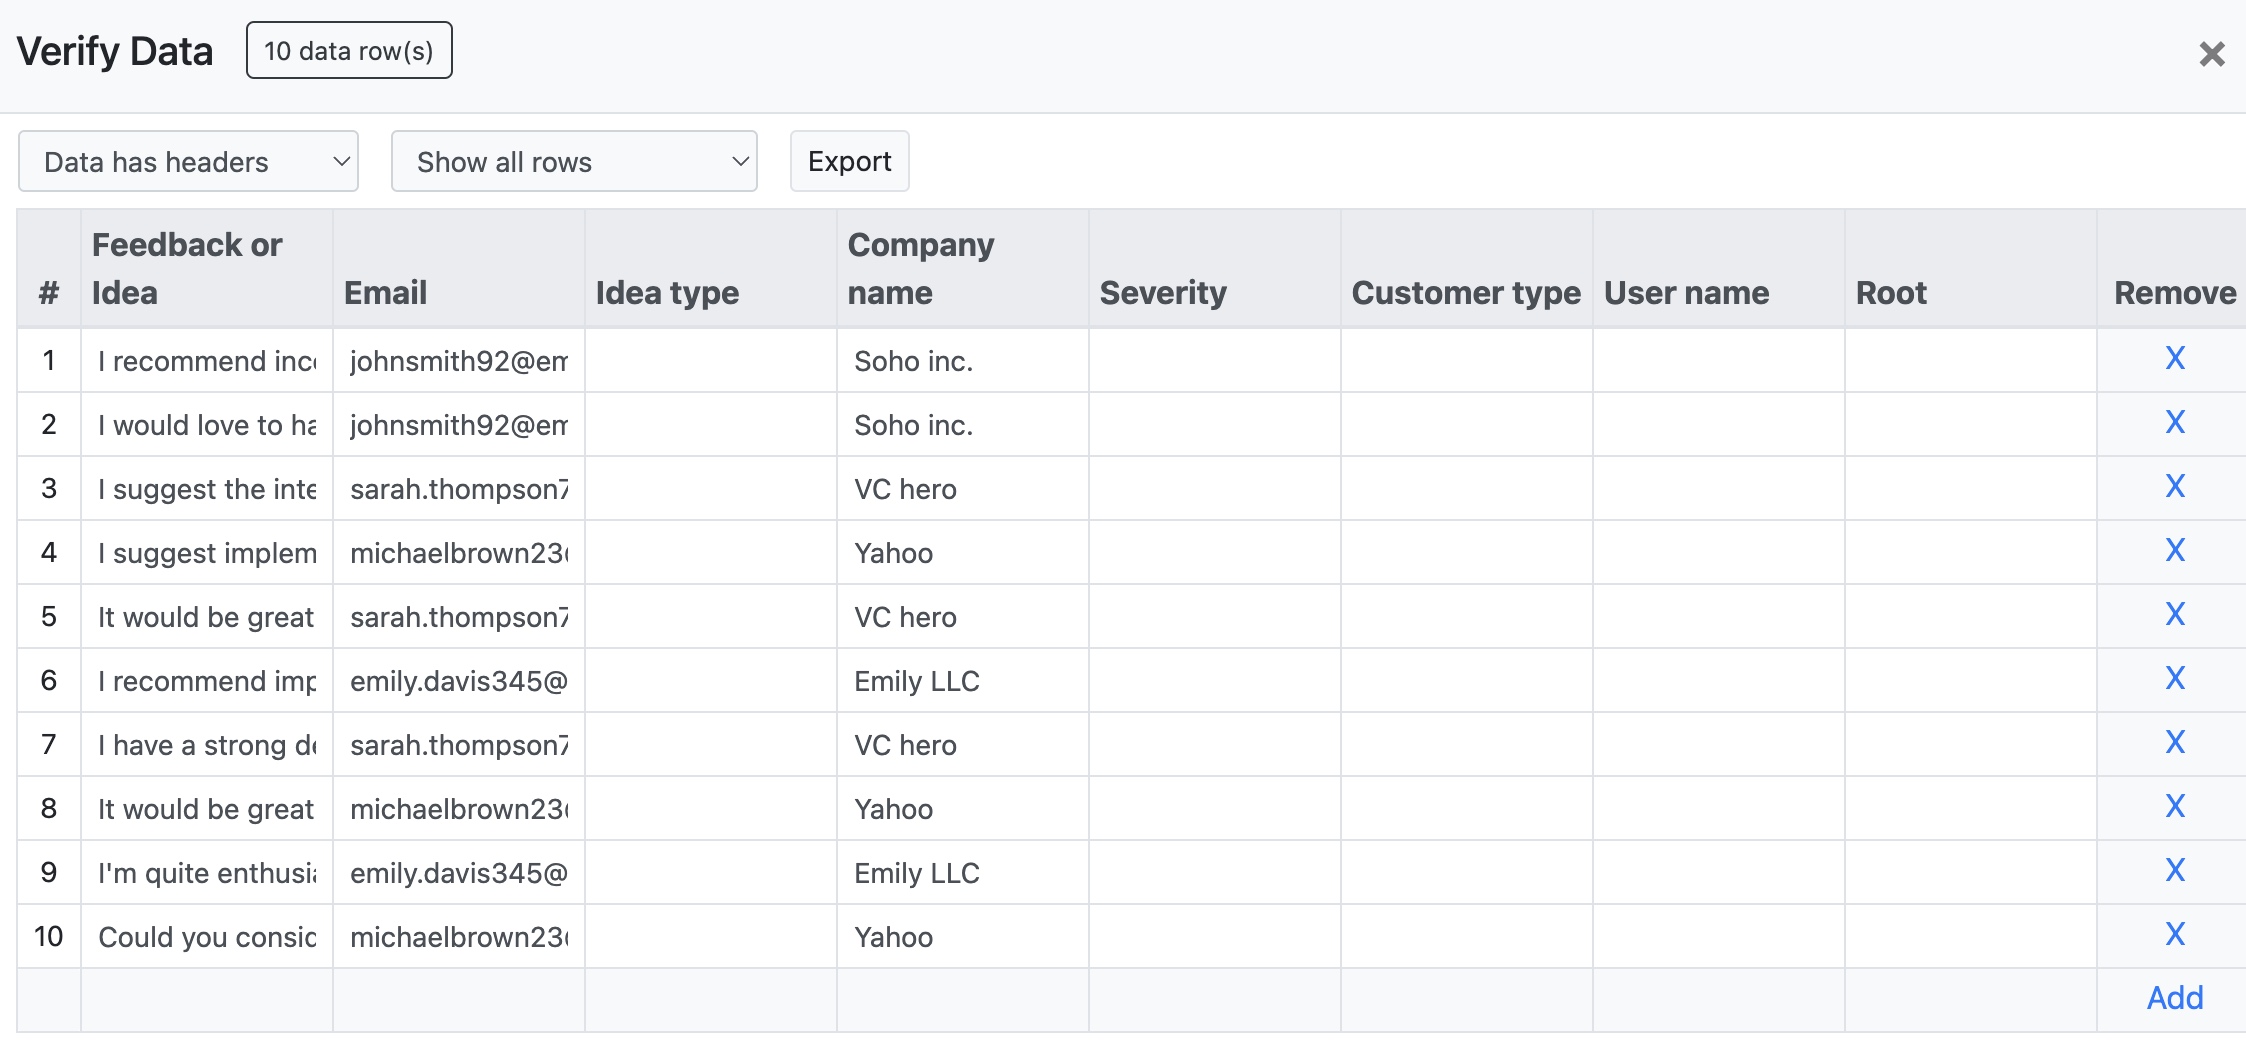 Verify Data 10 data row(s)
Data has headers Show all rows Export
# Feedback or Idea Email Idea type Company name Severity Customer type User name Root Remove
1 I recommend johnsmith92@em Soho inc. X
2 I would love to johnsmith92@em Soho inc. X
3 I suggest the inte sarah.thompson7 VC hero X
4 I suggest implem michaelbrown23 Yahoo X
5 It would be great sarah.thompson7 VC hero X
6 I recommend imp emily.davis345@ Emily LLC X
7 I have a strong sarah.thompson7 VC hero X
8 It would be great michaelbrown23 Yahoo X
9 I'm quite emily.davis345@ Emily LLC X
10 Could you michaelbrown23 Yahoo X
Add